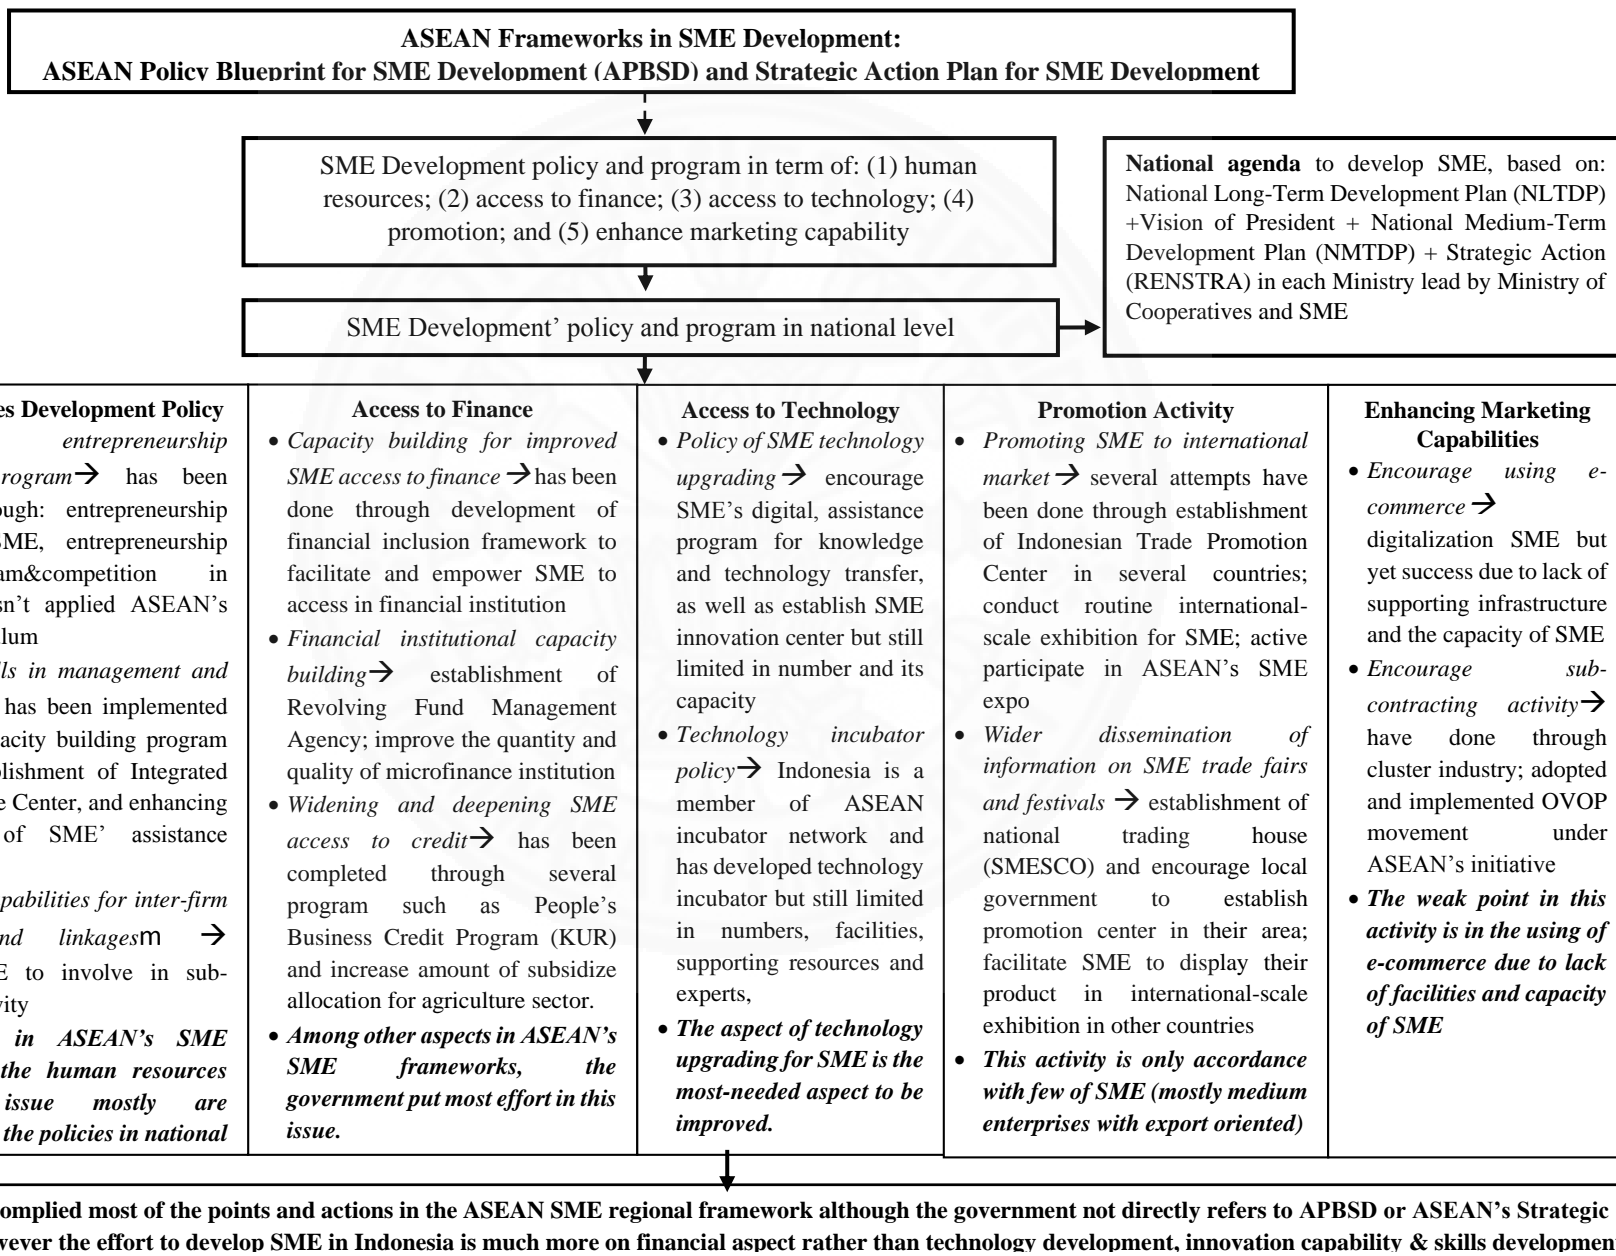 ASEAN Frameworks in SME Development:
ASEAN Policy Blueprint for SME Development (APBSD) and Strategic Action Plan for SME Development
SME Development policy and program in term of: (1) human
resources; (2) access to finance; (3) access to technology; (4)
promotion; and (5) enhance marketing capability
National agenda to develop SME, based on:
National Long-Term Development Plan (NLTDP)
+Vision of President + National Medium-Term
Development Plan (NMTDP) + Strategic Action
(RENSTRA) in each Ministry lead by Ministry of
Cooperatives and SME
SME Development’ policy and program in national level
es Development Policy
entrepreneurship
rogram→ has been
ough: entrepreneurship
SME, entrepreneurship
am&competition in
sn’t applied ASEAN’s
lum
lls in management and
has been implemented
acity building program
blishment of Integrated
e Center, and enhancing
of SME’ assistance
pabilities for inter-firm
nd linkagesm →
E to involve in sub-
vity
in ASEAN’s SME
the human resources
issue mostly are
the policies in national
Access to Finance
• Capacity building for improved
SME access to finance → has been
done through development of
financial inclusion framework to
facilitate and empower SME to
access in financial institution
• Financial institutional capacity
building→ establishment of
Revolving Fund Management
Agency; improve the quantity and
quality of microfinance institution
• Widening and deepening SME
access to credit→ has been
completed through several
program such as People’s
Business Credit Program (KUR)
and increase amount of subsidize
allocation for agriculture sector.
• Among other aspects in ASEAN’s
SME frameworks, the
government put most effort in this
issue.
Access to Technology
• Policy of SME technology
upgrading → encourage
SME’s digital, assistance
program for knowledge
and technology transfer,
as well as establish SME
innovation center but still
limited in number and its
capacity
• Technology incubator
policy→ Indonesia is a
member of ASEAN
incubator network and
has developed technology
incubator but still limited
in numbers, facilities,
supporting resources and
experts,
• The aspect of technology
upgrading for SME is the
most-needed aspect to be
improved.
Promotion Activity
• Promoting SME to international
market → several attempts have
been done through establishment
of Indonesian Trade Promotion
Center in several countries;
conduct routine international-
scale exhibition for SME; active
participate in ASEAN’s SME
expo
• Wider dissemination of
information on SME trade fairs
and festivals → establishment of
national trading house
(SMESCO) and encourage local
government to establish
promotion center in their area;
facilitate SME to display their
product in international-scale
exhibition in other countries
• This activity is only accordance
with few of SME (mostly medium
enterprises with export oriented)
Enhancing Marketing
Capabilities
• Encourage using e-
commerce →
digitalization SME but
yet success due to lack of
supporting infrastructure
and the capacity of SME
• Encourage sub-
contracting activity→
have done through
cluster industry; adopted
and implemented OVOP
movement under
ASEAN’s initiative
• The weak point in this
activity is in the using of
e-commerce due to lack
of facilities and capacity
of SME
omplied most of the points and actions in the ASEAN SME regional framework although the government not directly refers to APBSD or ASEAN’s Strategic
wever the effort to develop SME in Indonesia is much more on financial aspect rather than technology development, innovation capability & skills developmen